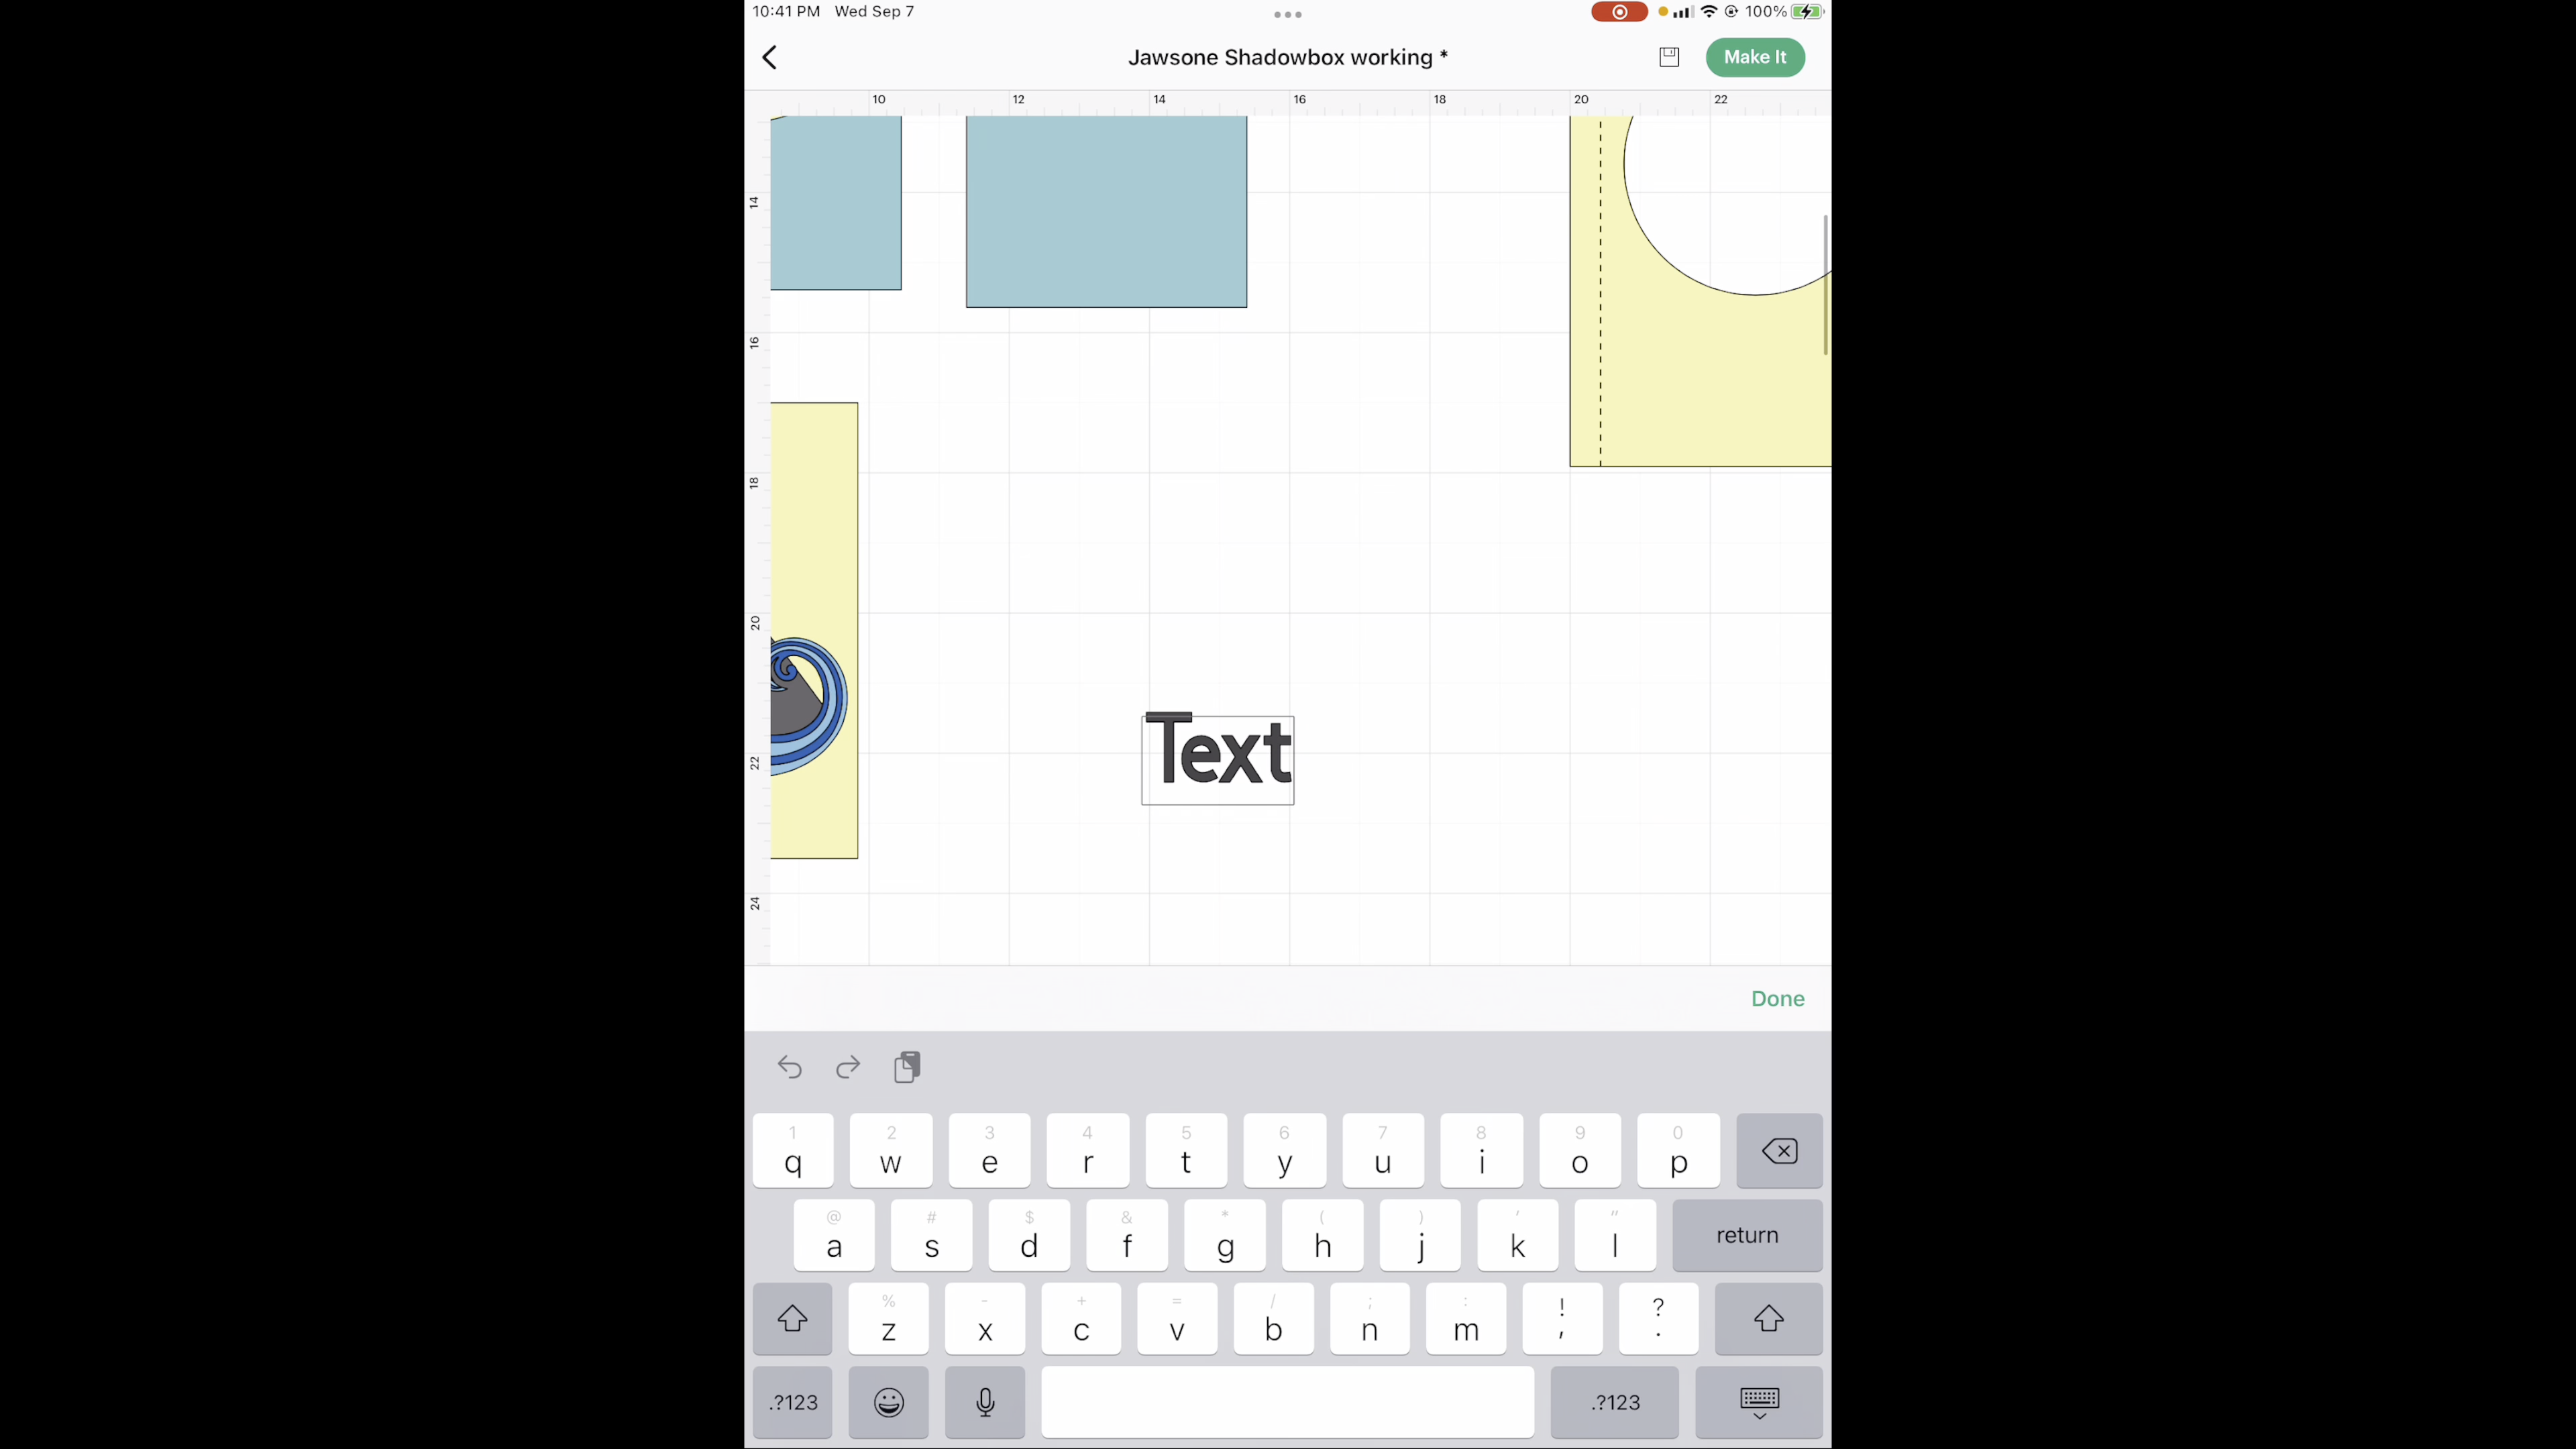 10:41 PM Wed Sep 7
100%
Jawsone Shadowbox working *
Make It
10 12 14 16 18 20 22
14
16
18
20
22
24
Text
Done
1 2 3 4 5 6 7 8 9 0
q w e r t y u i o p
@ # $ & * ( ) ' "
a s d f g h j k l return
% - + = / ; : ! ?
z x c v b n m , .
.?123 .?123